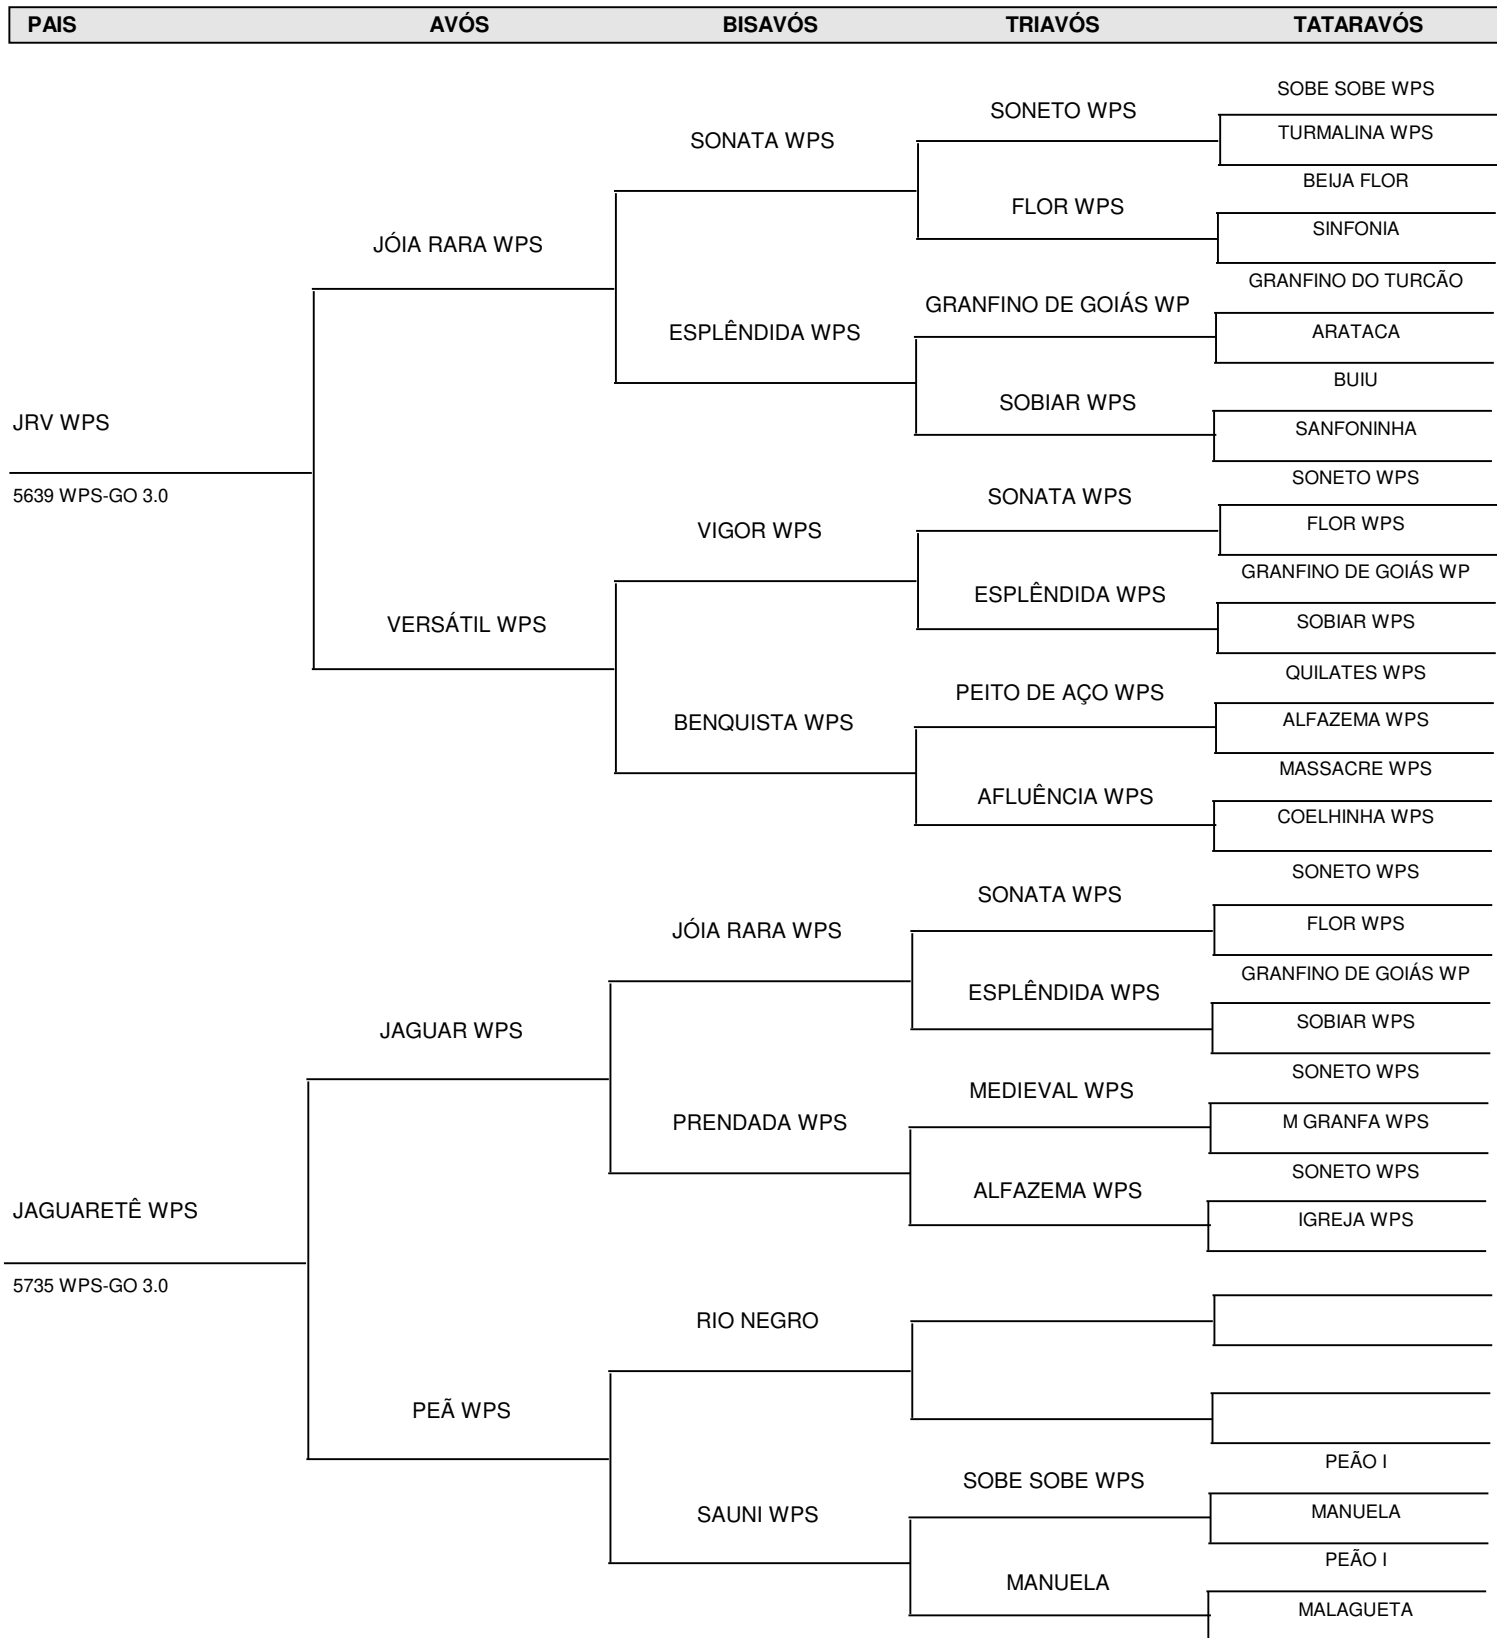 PAIS AVÓS BISAVÓS TRIAVÓS TATARAVÓS
SOBE SOBE WPS
SONETO WPS
TURMALINA WPS
SONATA WPS
BEIJA FLOR
FLOR WPS
SINFONIA
JÓIA RARA WPS
GRANFINO DO TURCÃO
GRANFINO DE GOIÁS WP
ARATACA
ESPLÊNDIDA WPS
BUIU
SOBIAR WPS
SANFONINHA
JRV WPS
5639 WPS-GO 3.0
SONETO WPS
SONATA WPS
FLOR WPS
VIGOR WPS
GRANFINO DE GOIÁS WP
ESPLÊNDIDA WPS
SOBIAR WPS
VERSÁTIL WPS
QUILATES WPS
PEITO DE AÇO WPS
ALFAZEMA WPS
BENQUISTA WPS
MASSACRE WPS
AFLUÊNCIA WPS
COELHINHA WPS
SONETO WPS
SONATA WPS
FLOR WPS
JÓIA RARA WPS
GRANFINO DE GOIÁS WP
ESPLÊNDIDA WPS
SOBIAR WPS
JAGUAR WPS
SONETO WPS
MEDIEVAL WPS
M GRANFA WPS
PRENDADA WPS
SONETO WPS
ALFAZEMA WPS
IGREJA WPS
JAGUARETÊ WPS
5735 WPS-GO 3.0
RIO NEGRO
PEÃ WPS
PEÃO I
SOBE SOBE WPS
MANUELA
SAUNI WPS
PEÃO I
MANUELA
MALAGUETA